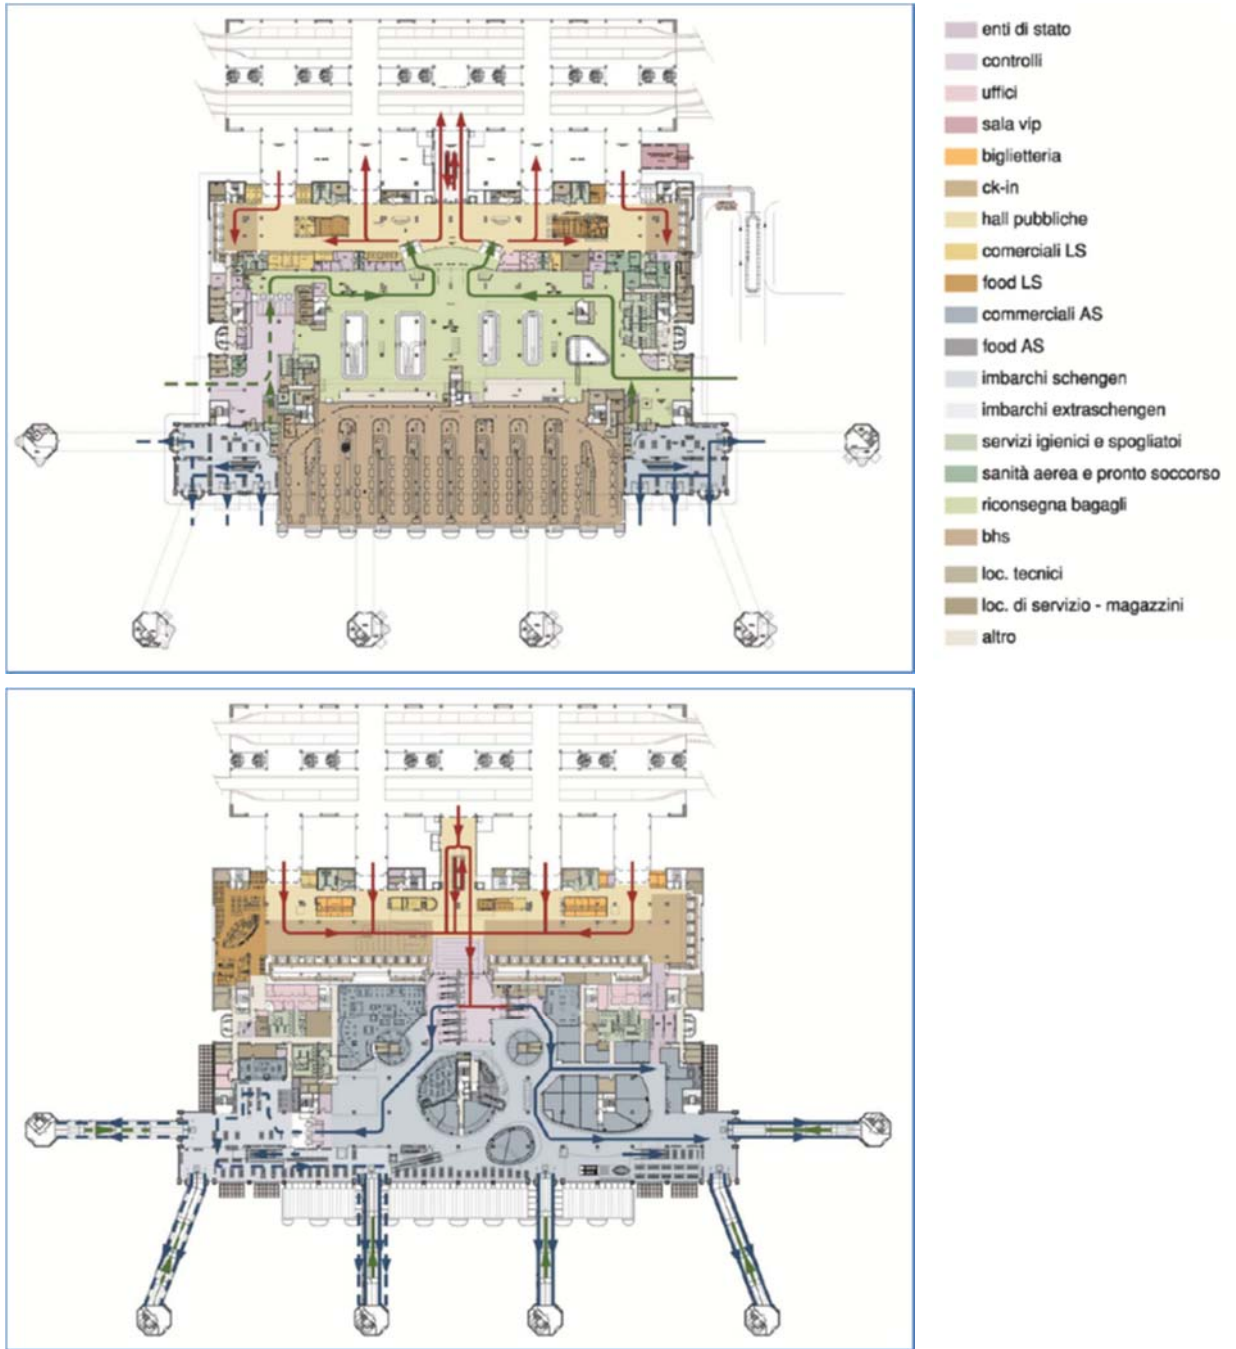 enti di stato
controlli
uffici
sala vip
biglietteria
ck-in
hall pubbliche
comerciali LS
food LS
commerciali AS
food AS
imbarchi schengen
imbarchi extraschengen
servizi igienici e spogliatoi
sanità aerea e pronto soccorso
riconsegna bagagli
bhs
loc. tecnici
loc. di servizio - magazzini
altro